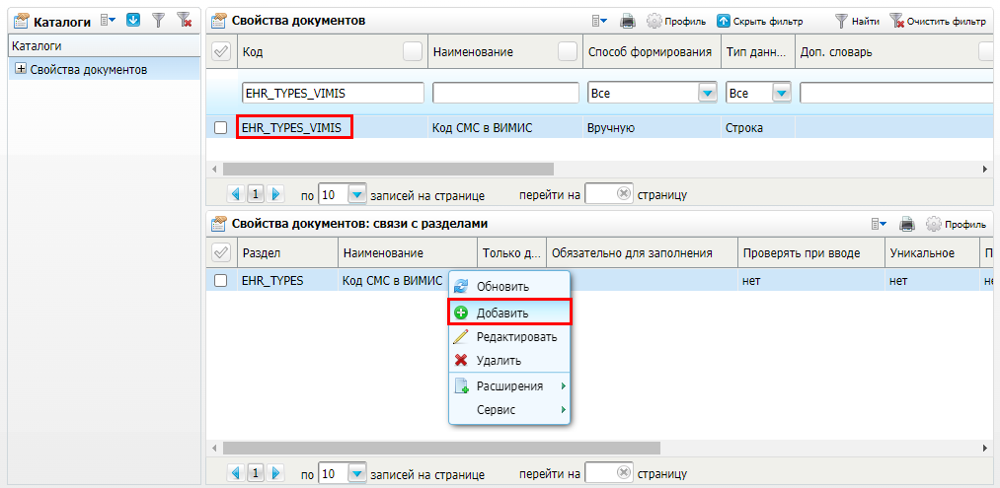 Каталоги
Каталоги
Свойства документов
Свойства документов
Профиль
Скрыть фильтр
Найти
Очистить фильтр
Код
Наименование
Способ формирования
Тип данн...
Доп. словарь
EHR_TYPES_VIMIS
Все
Все
EHR_TYPES_VIMIS
Код СМС в ВИМИС
Вручную
Строка
1
по 10 записей на странице
перейти на
страницу
Свойства документов: связи с разделами
Профиль
Раздел
Наименование
Только д...
Обязательно для заполнения
Проверять при вводе
Уникальное
П
EHR_TYPES
Код СМС в ВИМИС
нет
нет
не
Обновить
Добавить
Редактировать
Удалить
Расширения
Сервис
1
по 10 записей на странице
перейти на
страницу